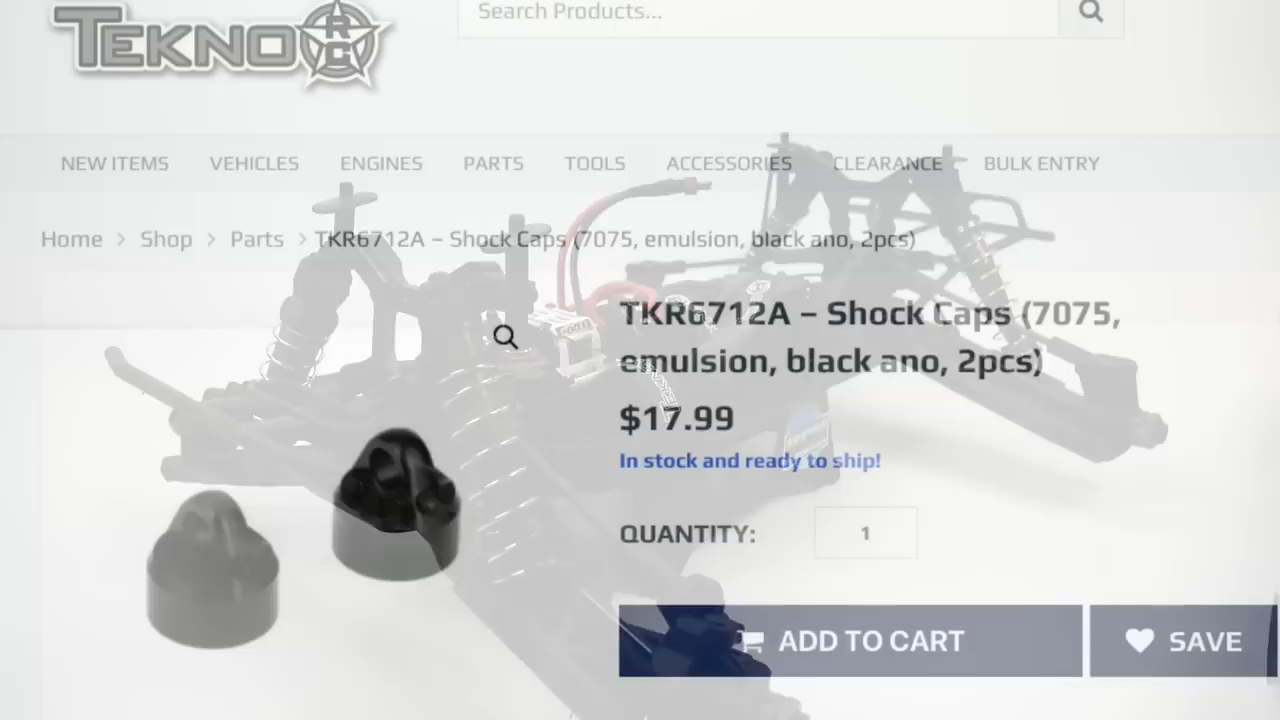 TEKNO RC
Search Products...
NEW ITEMS VEHICLES ENGINES PARTS TOOLS ACCESSORIES CLEARANCE BULK ENTRY
Home > Shop > Parts > TKR6712A – Shock Caps (7075, emulsion, black ano, 2pcs)
TKR6712A – Shock Caps (7075,
emulsion, black ano, 2pcs)
$17.99
In stock and ready to ship!
QUANTITY: 1
ADD TO CART SAVE